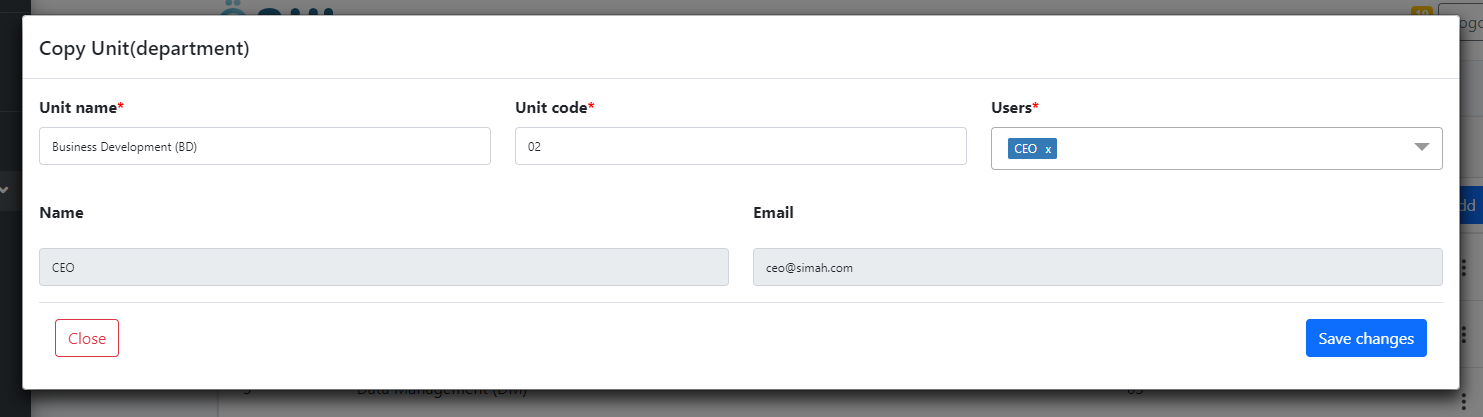 Copy Unit(department)
Unit name*
Unit code*
Users*
Business Development (BD)
02
CEO x
Name
Email
CEO
ceo@simah.com
Close
Save changes